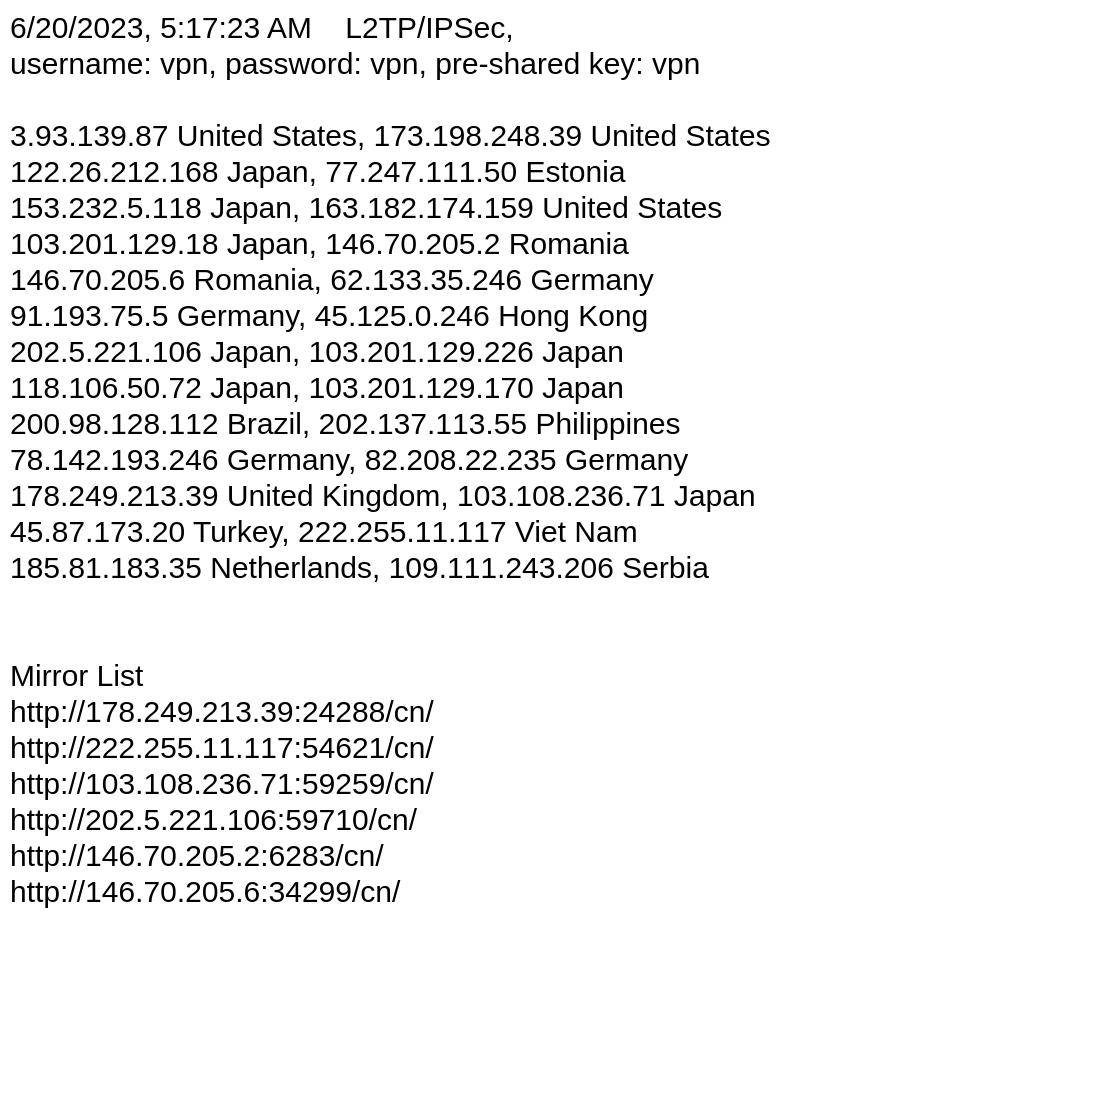 6/20/2023, 5:17:23 AM    L2TP/IPSec,
username: vpn, password: vpn, pre-shared key: vpn
3.93.139.87 United States, 173.198.248.39 United States
122.26.212.168 Japan, 77.247.111.50 Estonia
153.232.5.118 Japan, 163.182.174.159 United States
103.201.129.18 Japan, 146.70.205.2 Romania
146.70.205.6 Romania, 62.133.35.246 Germany
91.193.75.5 Germany, 45.125.0.246 Hong Kong
202.5.221.106 Japan, 103.201.129.226 Japan
118.106.50.72 Japan, 103.201.129.170 Japan
200.98.128.112 Brazil, 202.137.113.55 Philippines
78.142.193.246 Germany, 82.208.22.235 Germany
178.249.213.39 United Kingdom, 103.108.236.71 Japan
45.87.173.20 Turkey, 222.255.11.117 Viet Nam
185.81.183.35 Netherlands, 109.111.243.206 Serbia
Mirror List
http://178.249.213.39:24288/cn/
http://222.255.11.117:54621/cn/
http://103.108.236.71:59259/cn/
http://202.5.221.106:59710/cn/
http://146.70.205.2:6283/cn/
http://146.70.205.6:34299/cn/